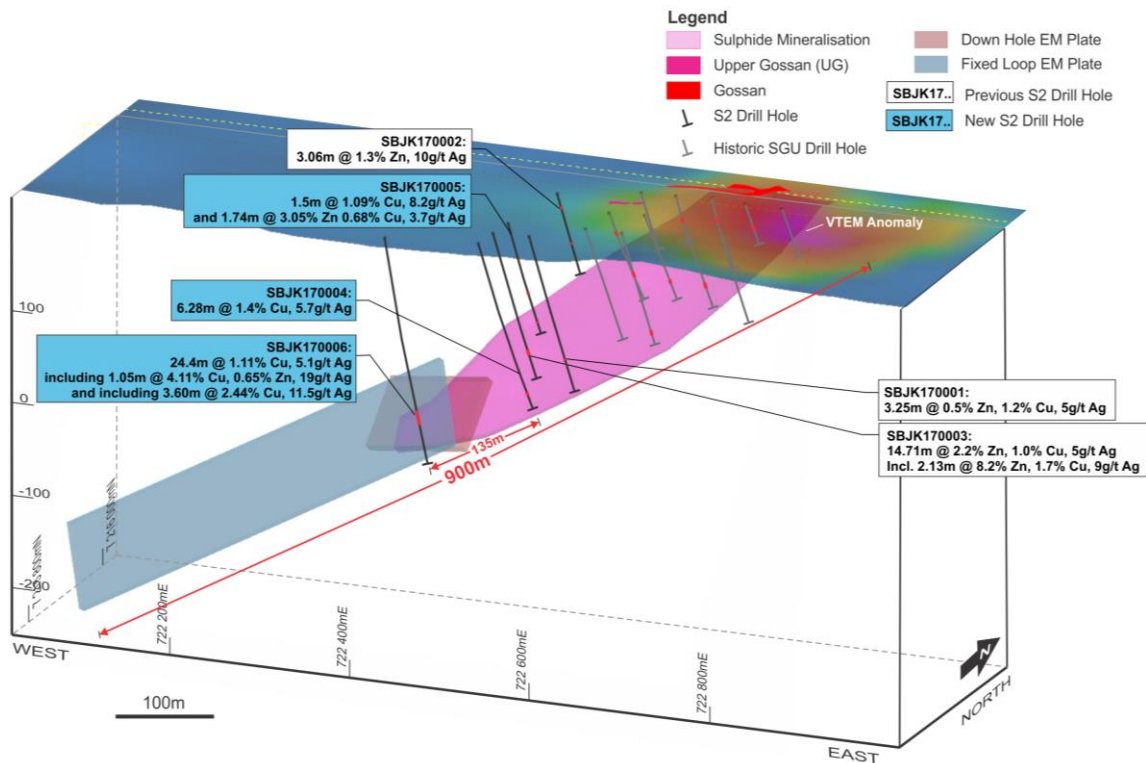 Legend
Sulphide Mineralisation
Upper Gossan (UG)
Gossan
S2 Drill Hole
Historic SGU Drill Hole
Down Hole EM Plate
Fixed Loop EM Plate
SBJK17.. Previous S2 Drill Hole
SBJK17.. New S2 Drill Hole
SBJK170002:
3.06m @ 1.3% Zn, 10g/t Ag
SBJK170005:
1.5m @ 1.09% Cu, 8.2g/t Ag
and 1.74m @ 3.05% Zn 0.68% Cu, 3.7g/t Ag
VTEM Anomaly
SBJK170004:
6.28m @ 1.4% Cu, 5.7g/t Ag
SBJK170006:
24.4m @ 1.11% Cu, 5.1g/t Ag
including 1.05m @ 4.11% Cu, 0.65% Zn, 19g/t Ag
and including 3.60m @ 2.44% Cu, 11.5g/t Ag
SBJK170001:
3.25m @ 0.5% Zn, 1.2% Cu, 5g/t Ag
SBJK170003:
14.71m @ 2.2% Zn, 1.0% Cu, 5g/t Ag
Incl. 2.13m @ 8.2% Zn, 1.7% Cu, 9g/t Ag
135m
900m
100
0
-100
-200
WEST
722 200mE
722 400mE
722 600mE
722 800mE
EAST
NORTH
N
100m